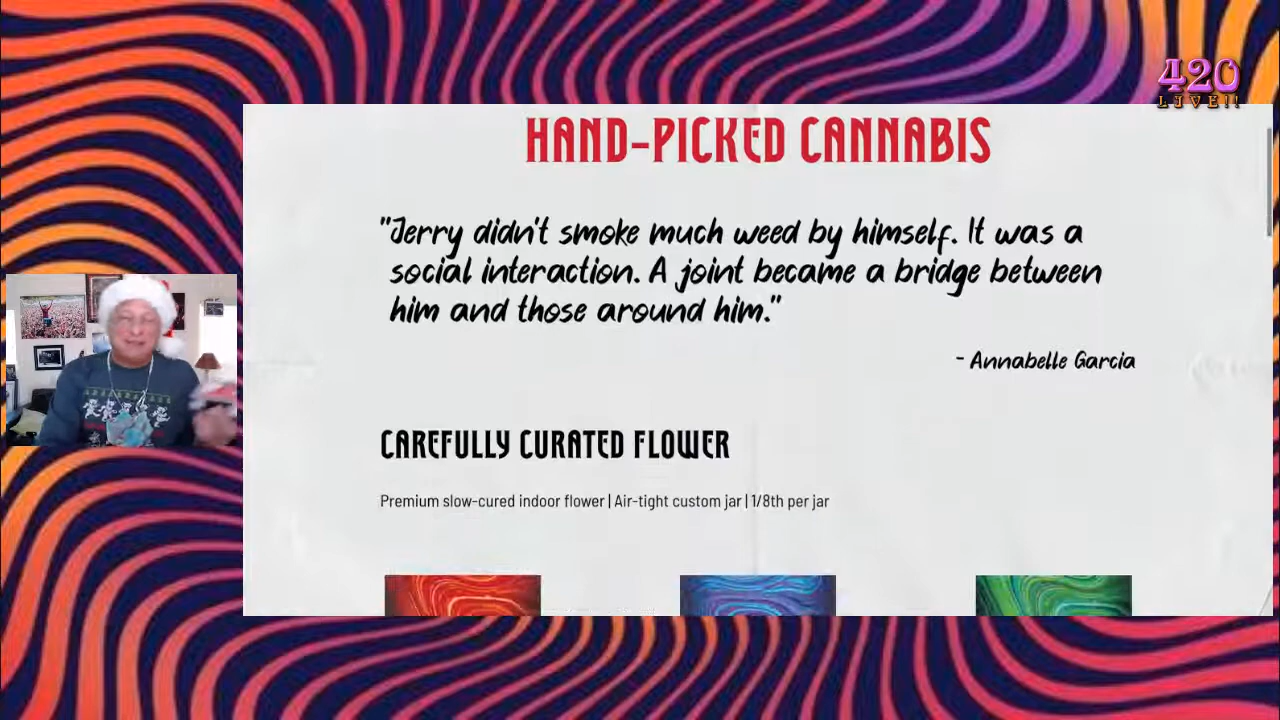 420
LIVE!!
HAND-PICKED CANNABIS
"Jerry didn't smoke much weed by himself. It was a
social interaction. A joint became a bridge between
him and those around him."
- Annabelle Garcia
CAREFULLY CURATED FLOWER
Premium slow-cured indoor flower | Air-tight custom jar | 1/8th per jar